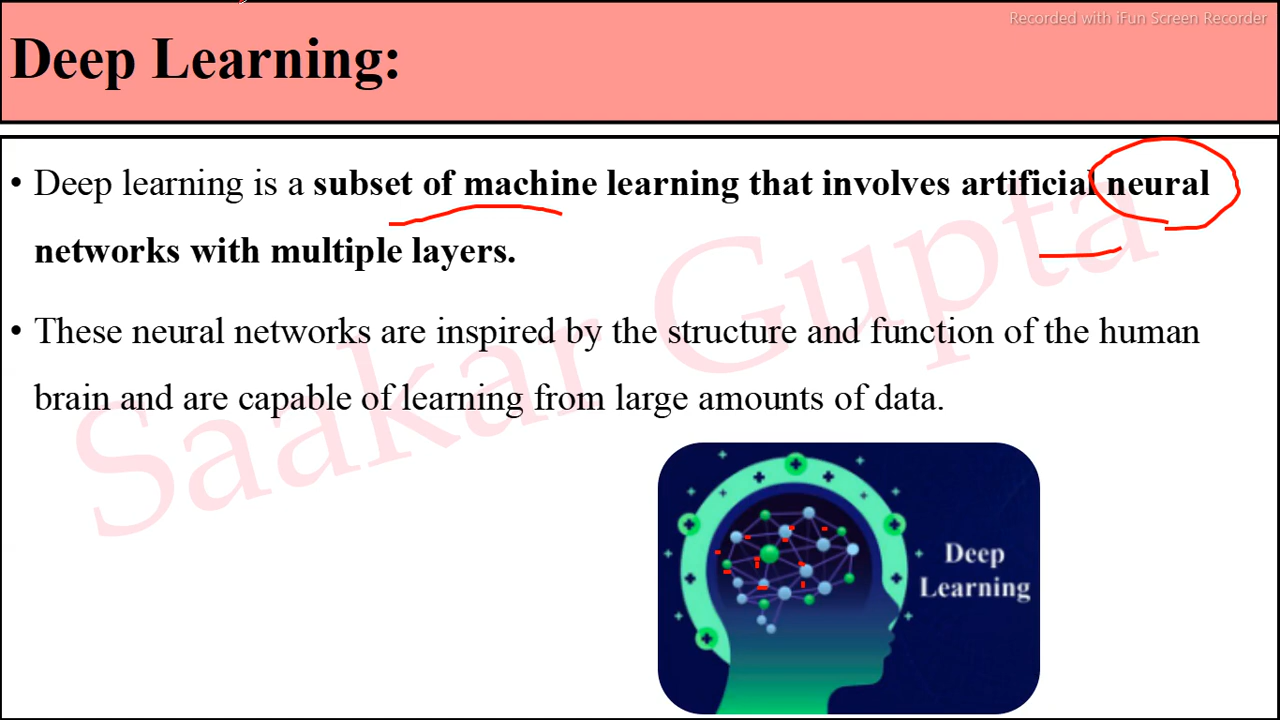 Recorded with iFun Screen Recorder
Deep Learning:
• Deep learning is a subset of machine learning that involves artificial neural
networks with multiple layers.
• These neural networks are inspired by the structure and function of the human
brain and are capable of learning from large amounts of data.
Saakar Gupta
Deep
Learning